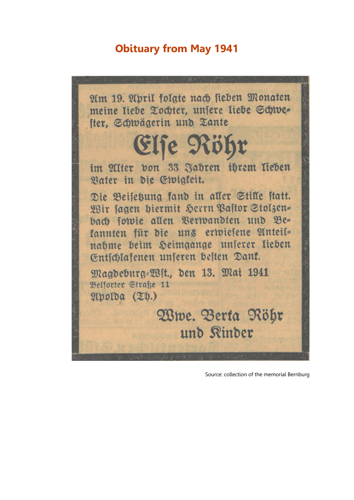 Obituary from May 1941
Am 19. April folgte nach sieben Monaten
meine liebe Tochter, unsere liebe Schwe-
ster, Schwägerin und Tante
Else Röhr
im Alter von 33 Jahren ihrem lieben
Vater in die Ewigkeit.
Die Beisetzung fand in aller Stille statt.
Wir sagen hiermit Herrn Pastor Stolzen-
bach sowie allen Verwandten und Be-
kannten für die uns erwiesene Anteil-
nahme beim Heimgange unserer lieben
Entschlafenen unseren besten Dank.
Magdeburg-Wst., den 13. Mai 1941
Belforter Straße 11
Apolda (Th.)
Wwe. Berta Röhr
und Kinder
Source: collection of the memorial Bernburg